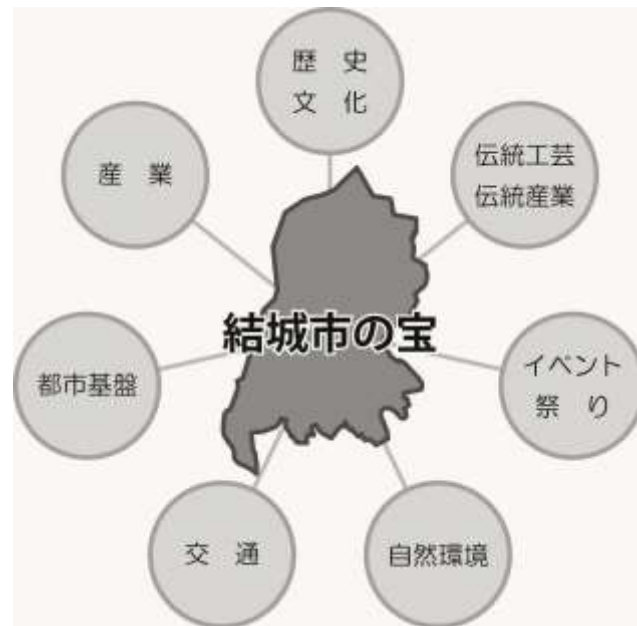 歴　史
文　化
産　業
伝統工芸
伝統産業
結城市の宝
都市基盤
イベント
祭　り
交　通
自然環境